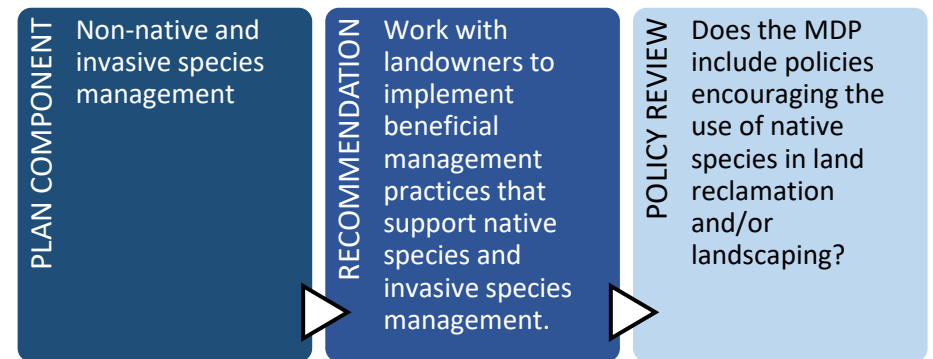 PLAN COMPONENT
Non-native and
invasive species
management
RECOMMENDATION
Work with
landowners to
implement
beneficial
management
practices that
support native
species and
invasive species
management.
POLICY REVIEW
Does the MDP
include policies
encouraging the
use of native
species in land
reclamation
and/or
landscaping?